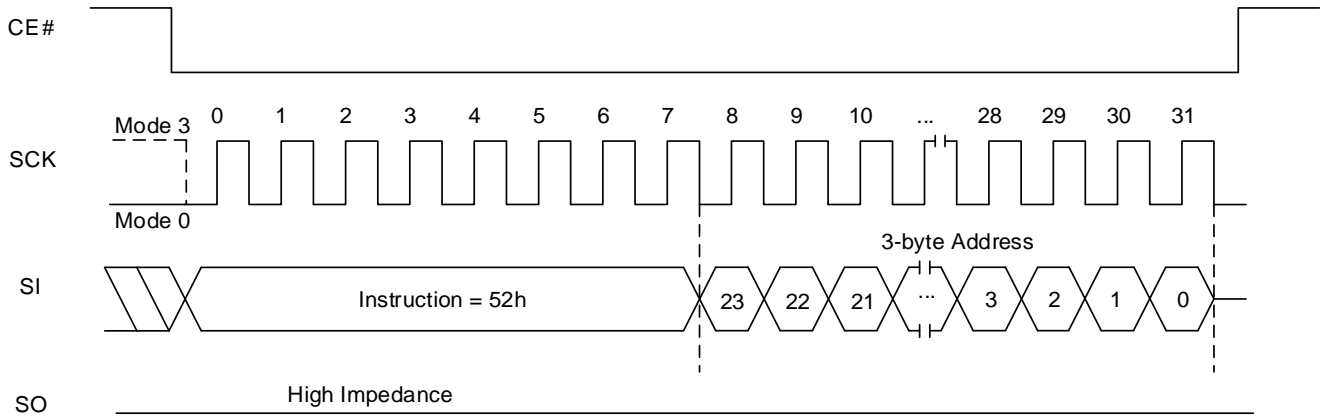 CE#
0 1 2 3 4 5 6 7 8 9 10 ... 28 29 30 31
Mode 3
SCK
Mode 0
3-byte Address
SI
Instruction = 52h 23 22 21 ... 3 2 1 0
High Impedance
SO